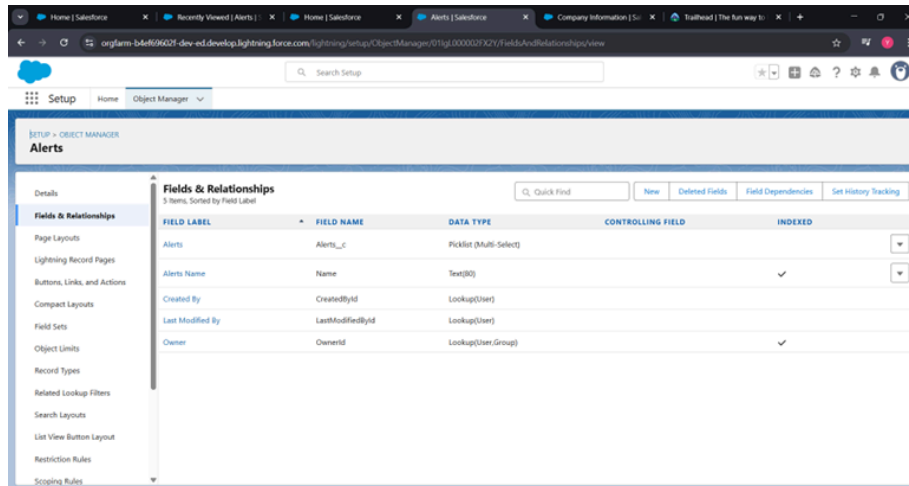 Home | Salesforce
Recently Viewed | Alerts |
Home | Salesforce
Alerts | Salesforce
Company Information | Sa
Trailhead | The fun way to
orgfarm-b4ef69602f-dev-ed.develop.lightning.force.com/lightning/setup/ObjectManager/01IgL000002FX2Y/FieldsAndRelationships/view
Search Setup
Setup
Home
Object Manager
SETUP > OBJECT MANAGER
Alerts
Details
Fields & Relationships
Page Layouts
Lightning Record Pages
Buttons, Links, and Actions
Compact Layouts
Field Sets
Object Limits
Record Types
Related Lookup Filters
Search Layouts
List View Button Layout
Restriction Rules
Scoping Rules
Fields & Relationships
5 Items, Sorted by Field Label
Quick Find
New
Deleted Fields
Field Dependencies
Set History Tracking
FIELD LABEL FIELD NAME DATA TYPE CONTROLLING FIELD INDEXED
Alerts Alerts__c Picklist (Multi-Select)
Alerts Name Name Text(80)
Created By CreatedById Lookup(User)
Last Modified By LastModifiedById Lookup(User)
Owner OwnerId Lookup(User,Group)